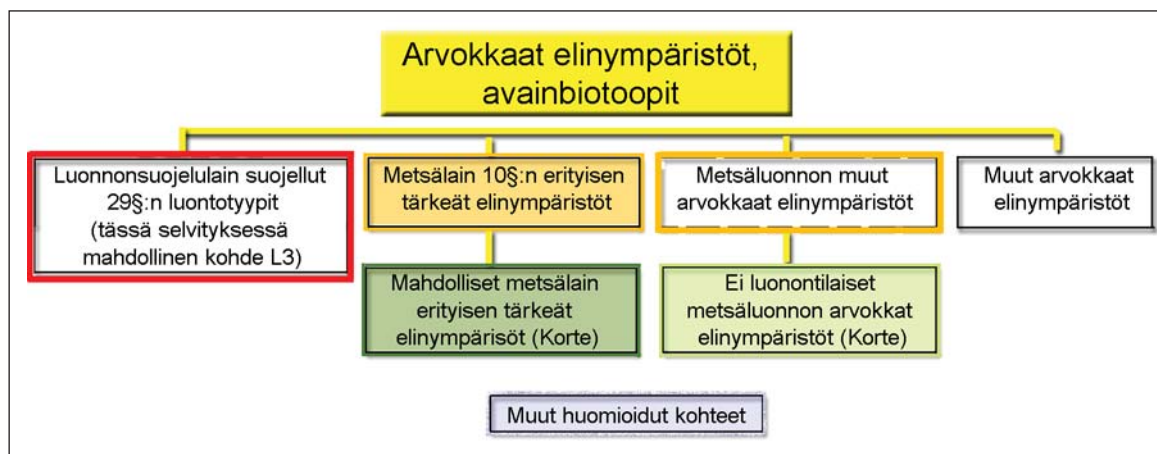 Arvokkaat elinympäristöt,
avainbiotoopit
Luonnonsuojelulain suojellut
29§:n luontotyypit
(tässä selvityksessä
mahdollinen kohde L3)
Metsälain 10§:n erityisen
tärkeät elinympäristöt
Metsäluonnon muut
arvokkaat elinympäristöt
Muut arvokkaat
elinympäristöt
Mahdolliset metsälain
erityisen tärkeät
elinympärisöt (Korte)
Ei luonontilaiset
metsäluonnon arvokkat
elinympäristöt (Korte)
Muut huomioidut kohteet